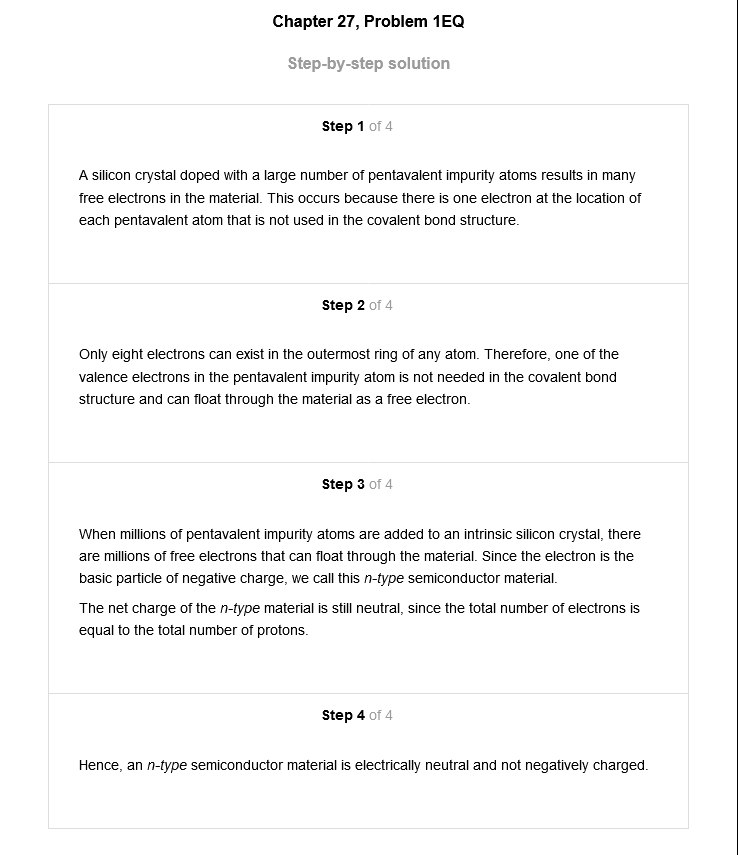 Chapter 27, Problem 1EQ
Step-by-step solution
Step 1 of 4
A silicon crystal doped with a large number of pentavalent impurity atoms results in many
free electrons in the material. This occurs because there is one electron at the location of
each pentavalent atom that is not used in the covalent bond structure.
Step 2 of 4
Only eight electrons can exist in the outermost ring of any atom. Therefore, one of the
valence electrons in the pentavalent impurity atom is not needed in the covalent bond
structure and can float through the material as a free electron.
Step 3 of 4
When millions of pentavalent impurity atoms are added to an intrinsic silicon crystal, there
are millions of free electrons that can float through the material. Since the electron is the
basic particle of negative charge, we call this n-type semiconductor material.
The net charge of the n-type material is still neutral, since the total number of electrons is
equal to the total number of protons.
Step 4 of 4
Hence, an n-type semiconductor material is electrically neutral and not negatively charged.